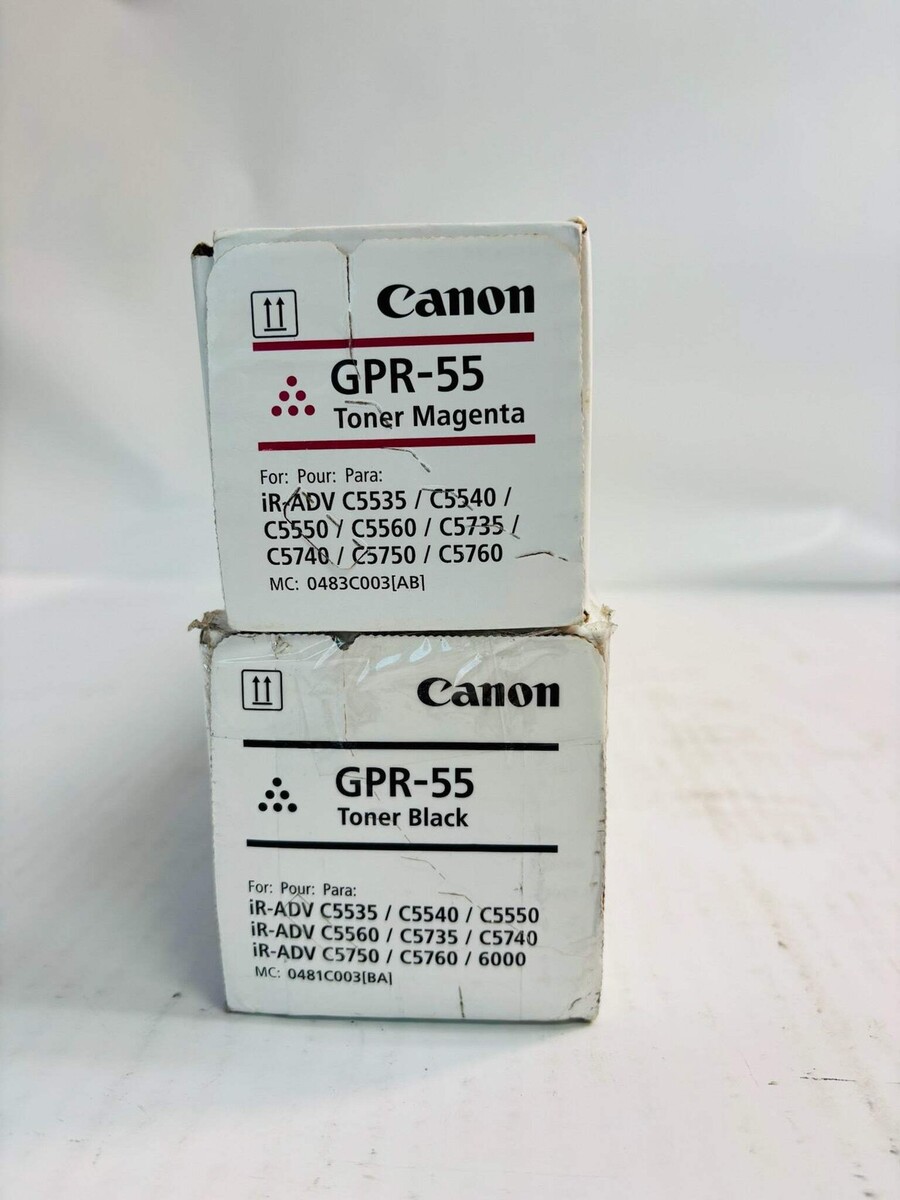 Canon
GPR-55
Toner Magenta
For: Pour: Para:
iR-ADV C5535 / C5540 /
C5550 / C5560 / C5735 /
C5740 / C5750 / C5760
MC: 0483C003[AB]
Canon
GPR-55
Toner Black
For: Pour: Para:
iR-ADV C5535 / C5540 / C5550
iR-ADV C5560 / C5735 / C5740
iR-ADV C5750 / C5760 / 6000
MC: 0481C003[BA]